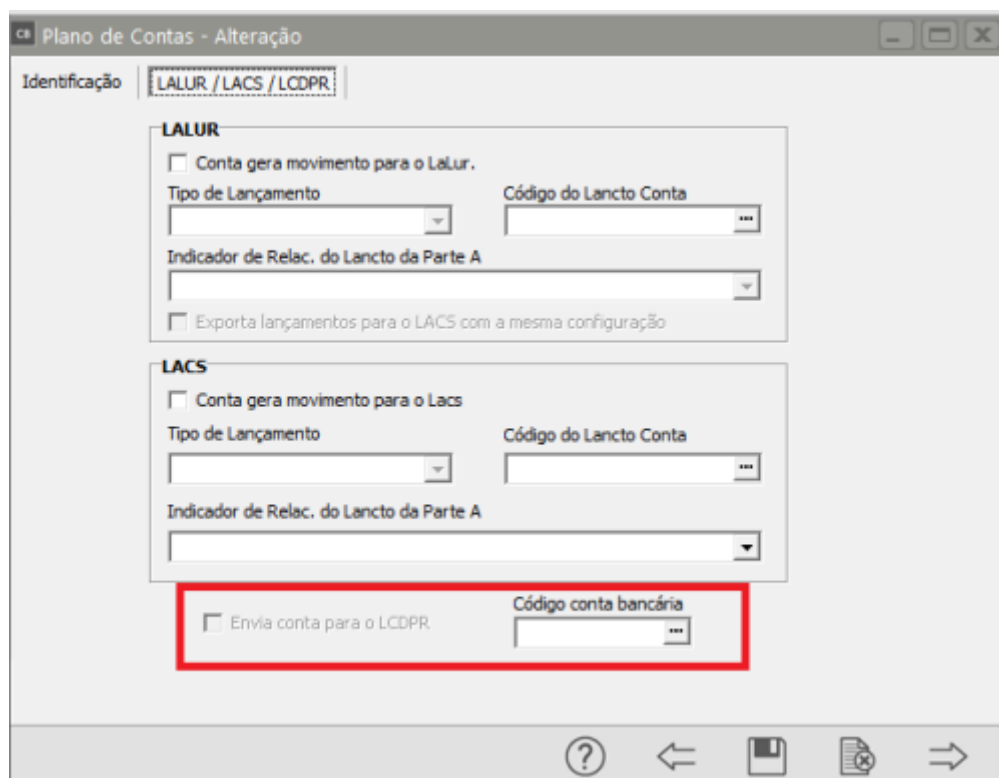 CB Plano de Contas - Alteração
Identificação LALUR / LACS / LCDPR
LALUR
Conta gera movimento para o LaLur.
Tipo de Lançamento Código do Lancto Conta
...
Indicador de Relac. do Lancto da Parte A
Exporta lançamentos para o LACS com a mesma configuração
LACS
Conta gera movimento para o Lacs
Tipo de Lançamento Código do Lancto Conta
...
Indicador de Relac. do Lancto da Parte A
Código conta bancária
Envia conta para o LCDPR ...
?